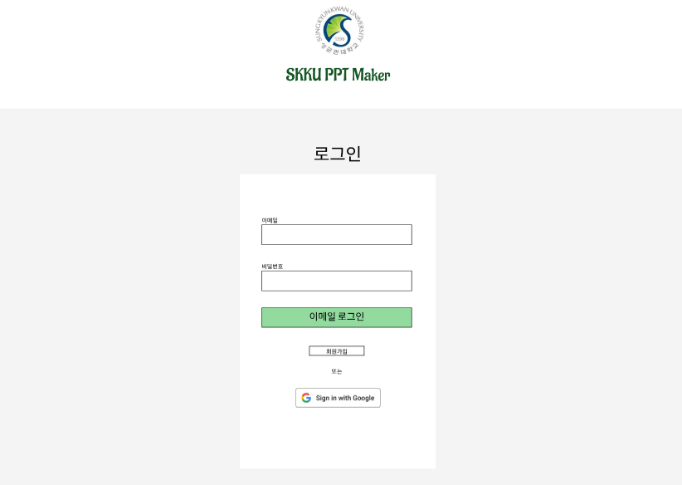 SUNGKYUNKWAN UNIVERSITY
1398
성균관대학교
SKKU PPT Maker
로그인
이메일
비밀번호
이메일 로그인
회원가입
또는
Sign in with Google